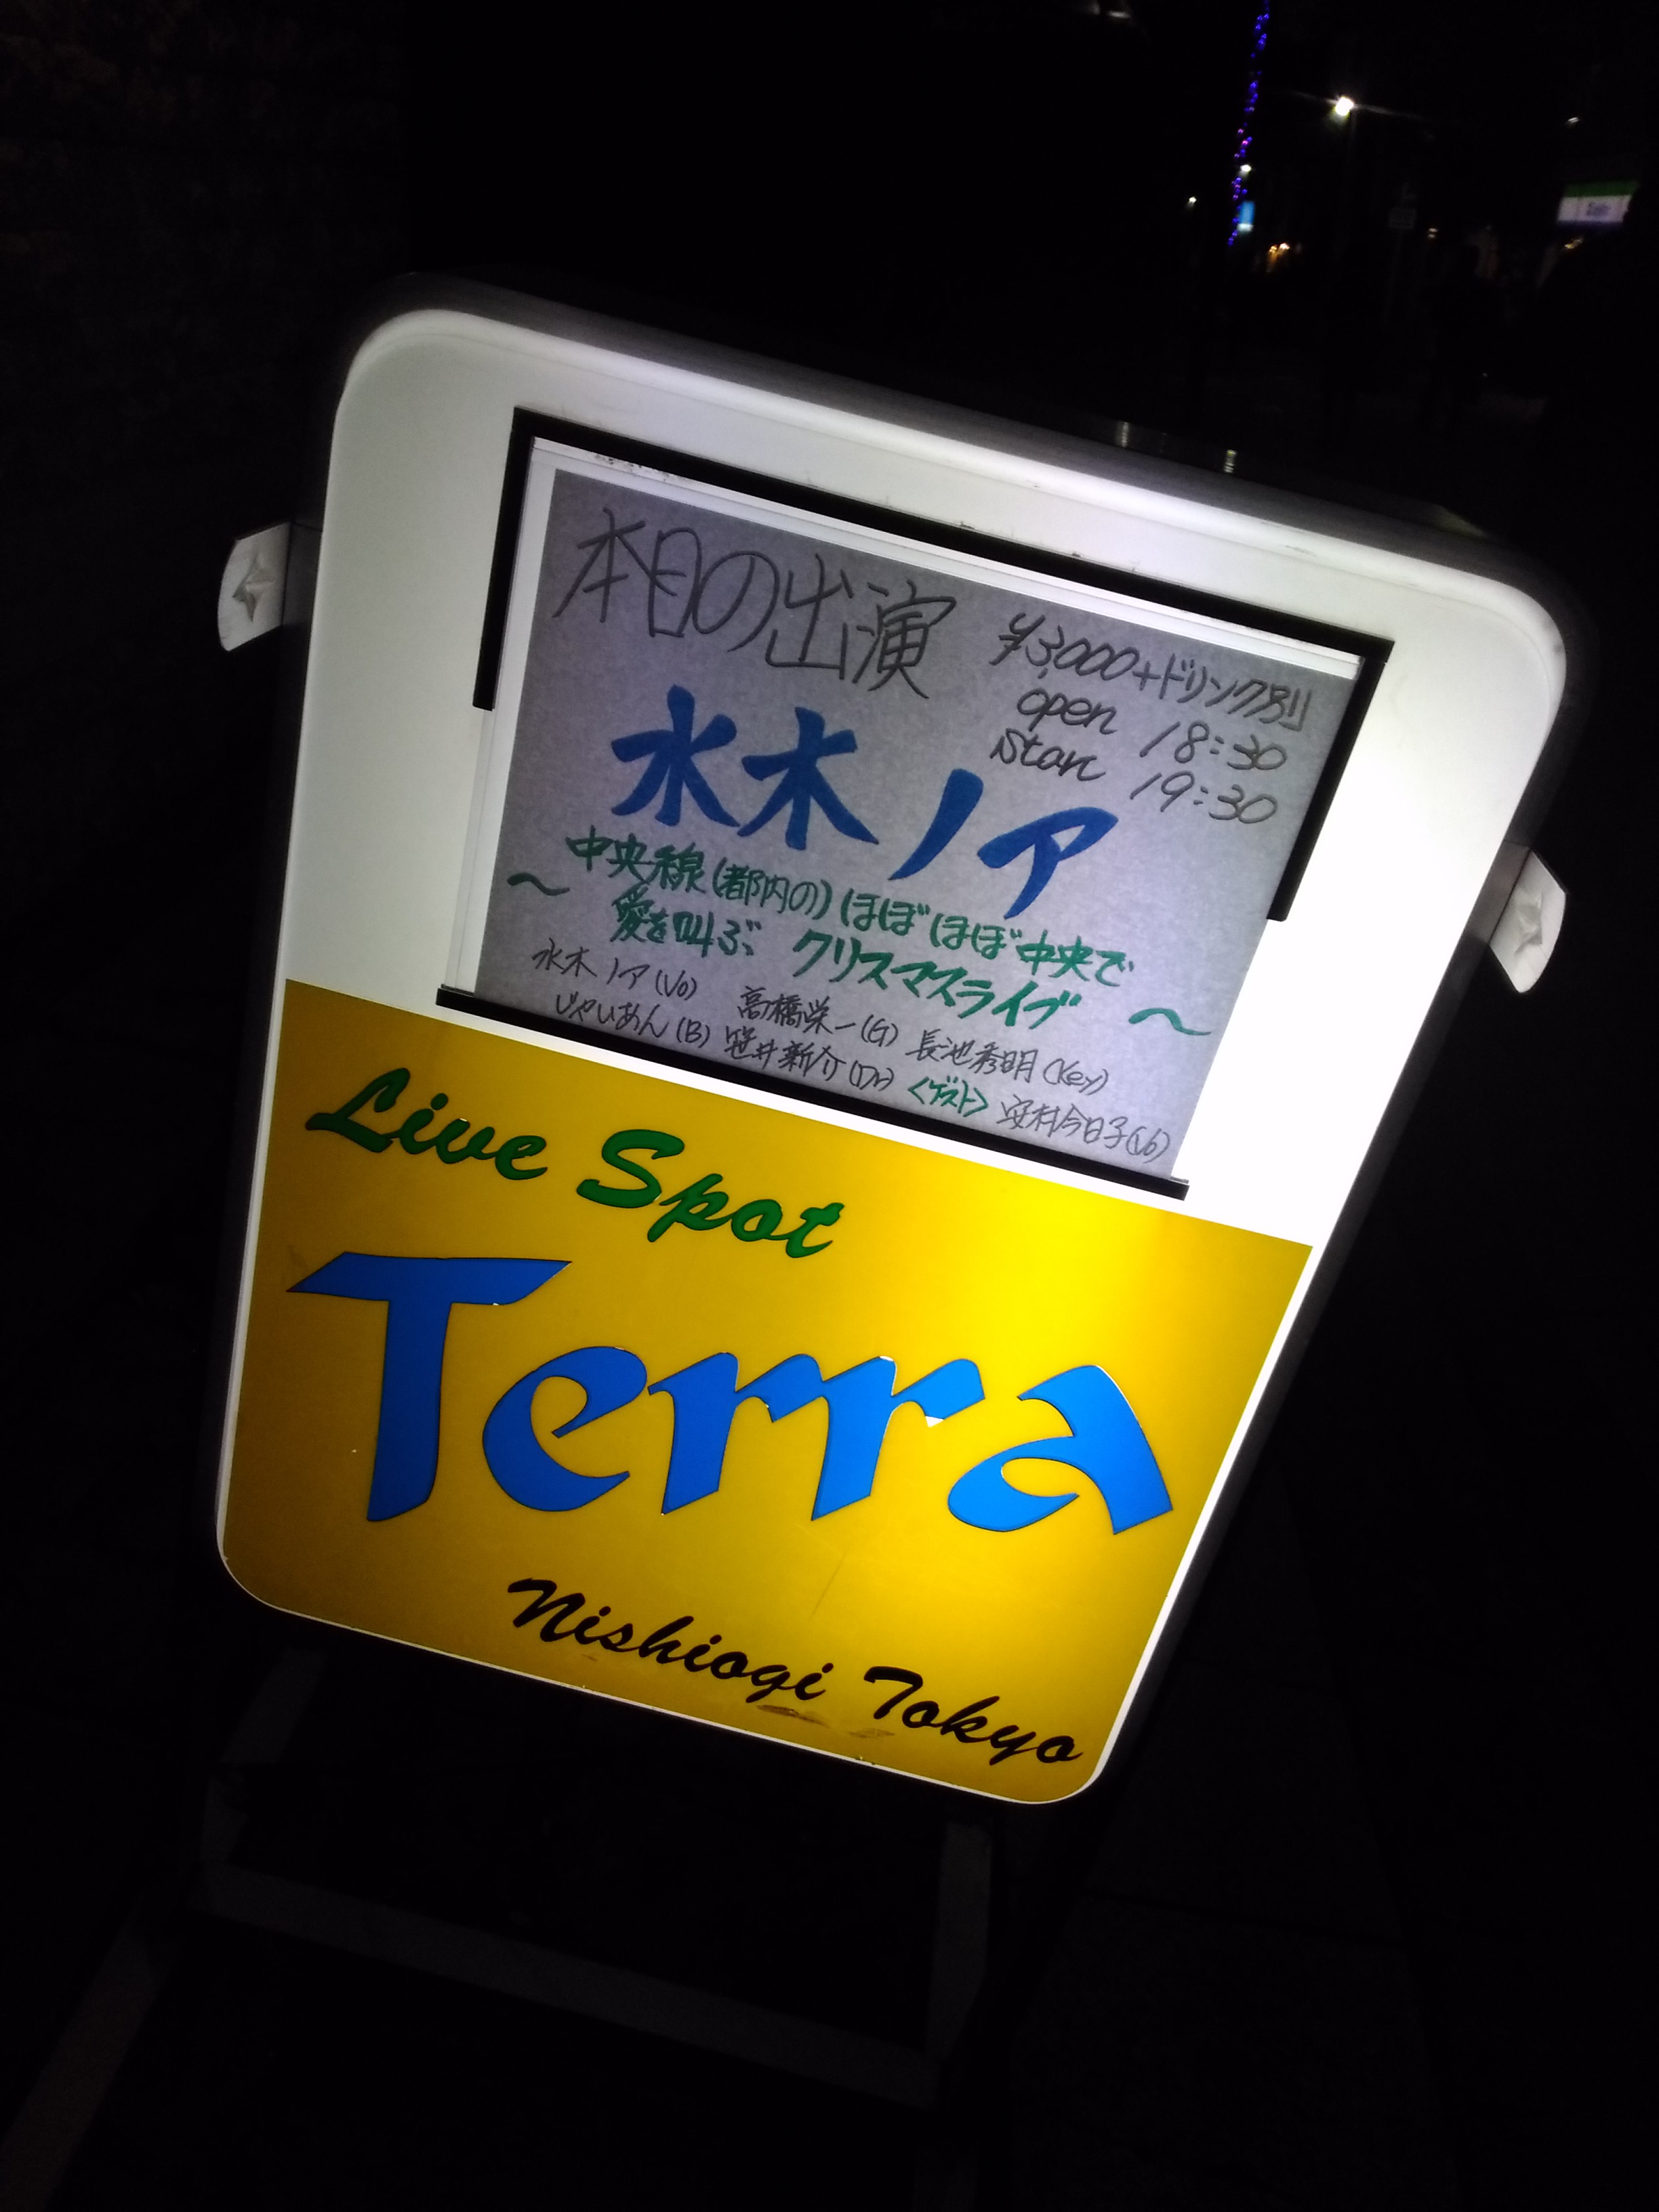 本日の出演
¥3,000+ドリンク別
open 18:30
Start 19:30
水木ノア
～中央線(都内の)ほぼほぼ中央で
愛を叫ぶ クリスマスライブ～
水木ノア(Vo) 高橋栄一(G) 長池秀明(Key)
じゃいあん(B) 笹井新介(Dr) <ゲスト> 安村今日子(Vo)
Live Spot
Terra
Nishiogi Tokyo